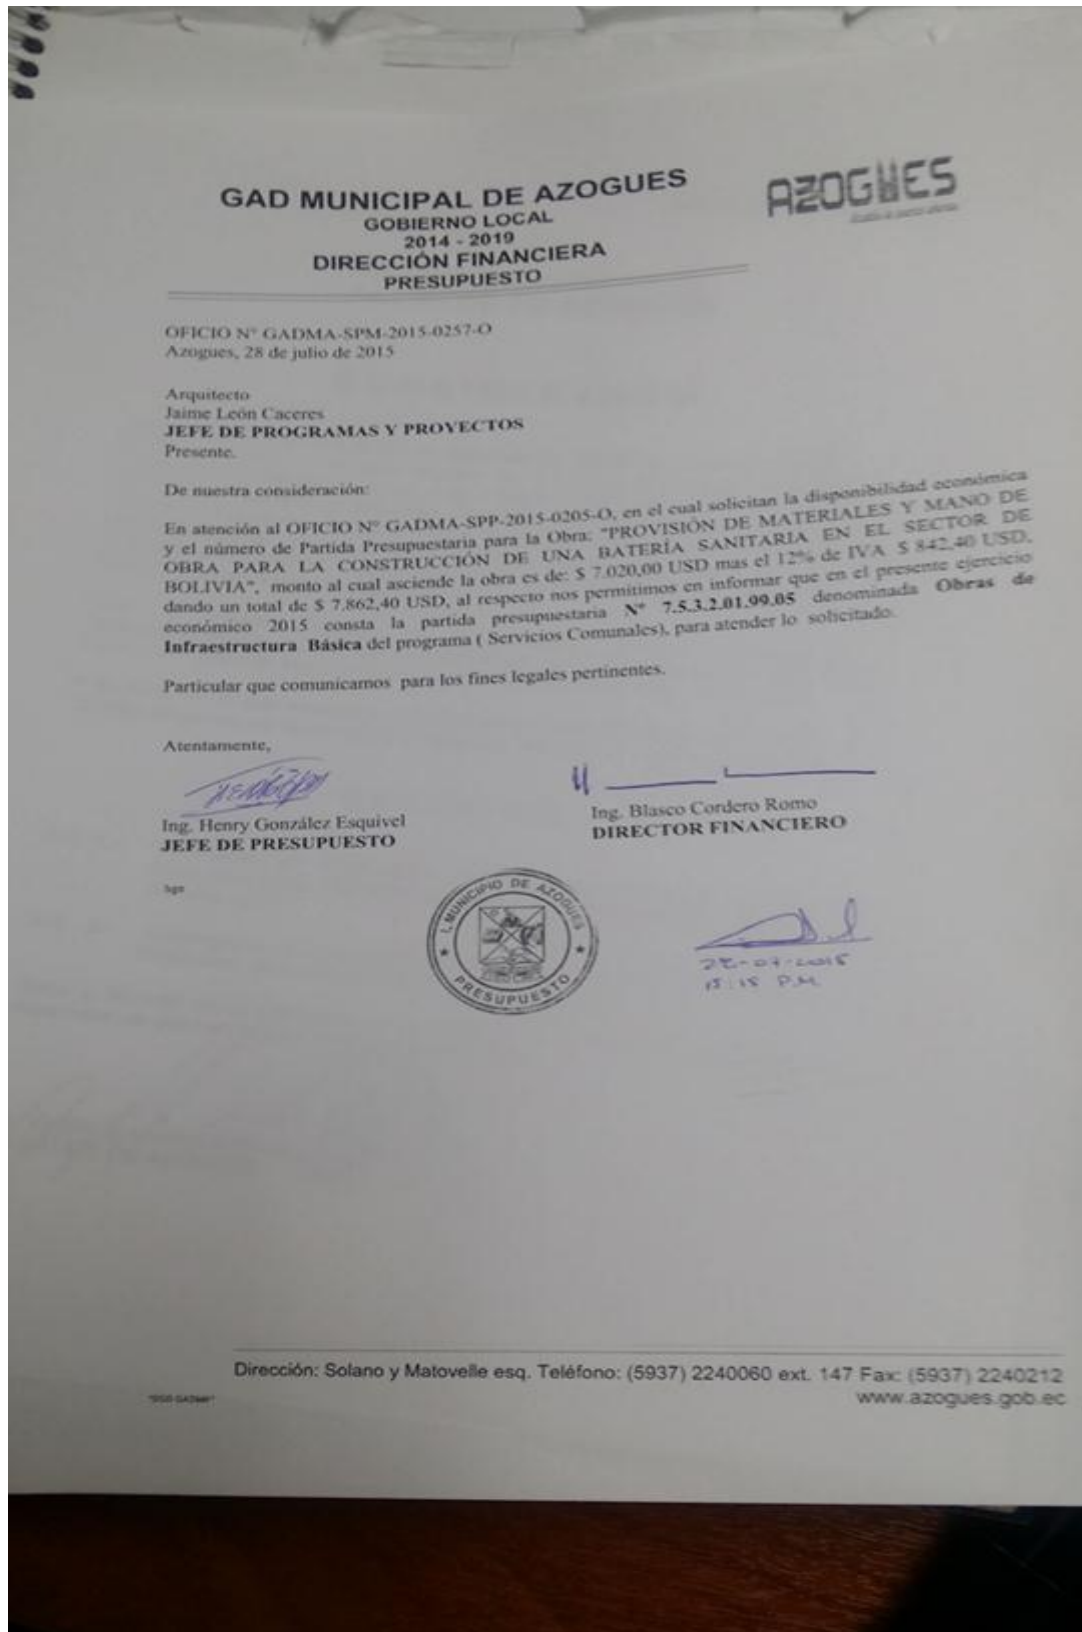 GAD MUNICIPAL DE AZOGUES
GOBIERNO LOCAL
2014 - 2019
DIRECCIÓN FINANCIERA
PRESUPUESTO
AZOGUES
OFICIO N° GADMA-SPM-2015-0257-O
Azogues, 28 de julio de 2015
Arquitecto
Jaime León Caceres
JEFE DE PROGRAMAS Y PROYECTOS
Presente.
De nuestra consideración:
En atención al OFICIO N° GADMA-SPP-2015-0205-O, en el cual solicitan la disponibilidad económica
y el número de Partida Presupuestaria para la Obra: "PROVISIÓN DE MATERIALES Y MANO DE
OBRA PARA LA CONSTRUCCIÓN DE UNA BATERÍA SANITARIA EN EL SECTOR DE
BOLIVIA", monto al cual asciende la obra es de: $ 7.020,00 USD mas el 12% de IVA $ 842,40 USD,
dando un total de $ 7.862,40 USD, al respecto nos permitimos en informar que en el presente ejercicio
económico 2015 consta la partida presupuestaria N° 7.5.3.2.01.99.05 denominada Obras de
Infraestructura Básica del programa ( Servicios Comunales), para atender lo solicitado.
Particular que comunicamos para los fines legales pertinentes.
Atentamente,
Ing. Henry González Esquivel
JEFE DE PRESUPUESTO
Ing. Blasco Cordero Romo
DIRECTOR FINANCIERO
I. MUNICIPIO DE AZOGUES
PRESUPUESTO
-07-2015
15:15 P.M.
Dirección: Solano y Matovelle esq. Teléfono: (5937) 2240060 ext. 147 Fax: (5937) 2240212
www.azogues.gob.ec